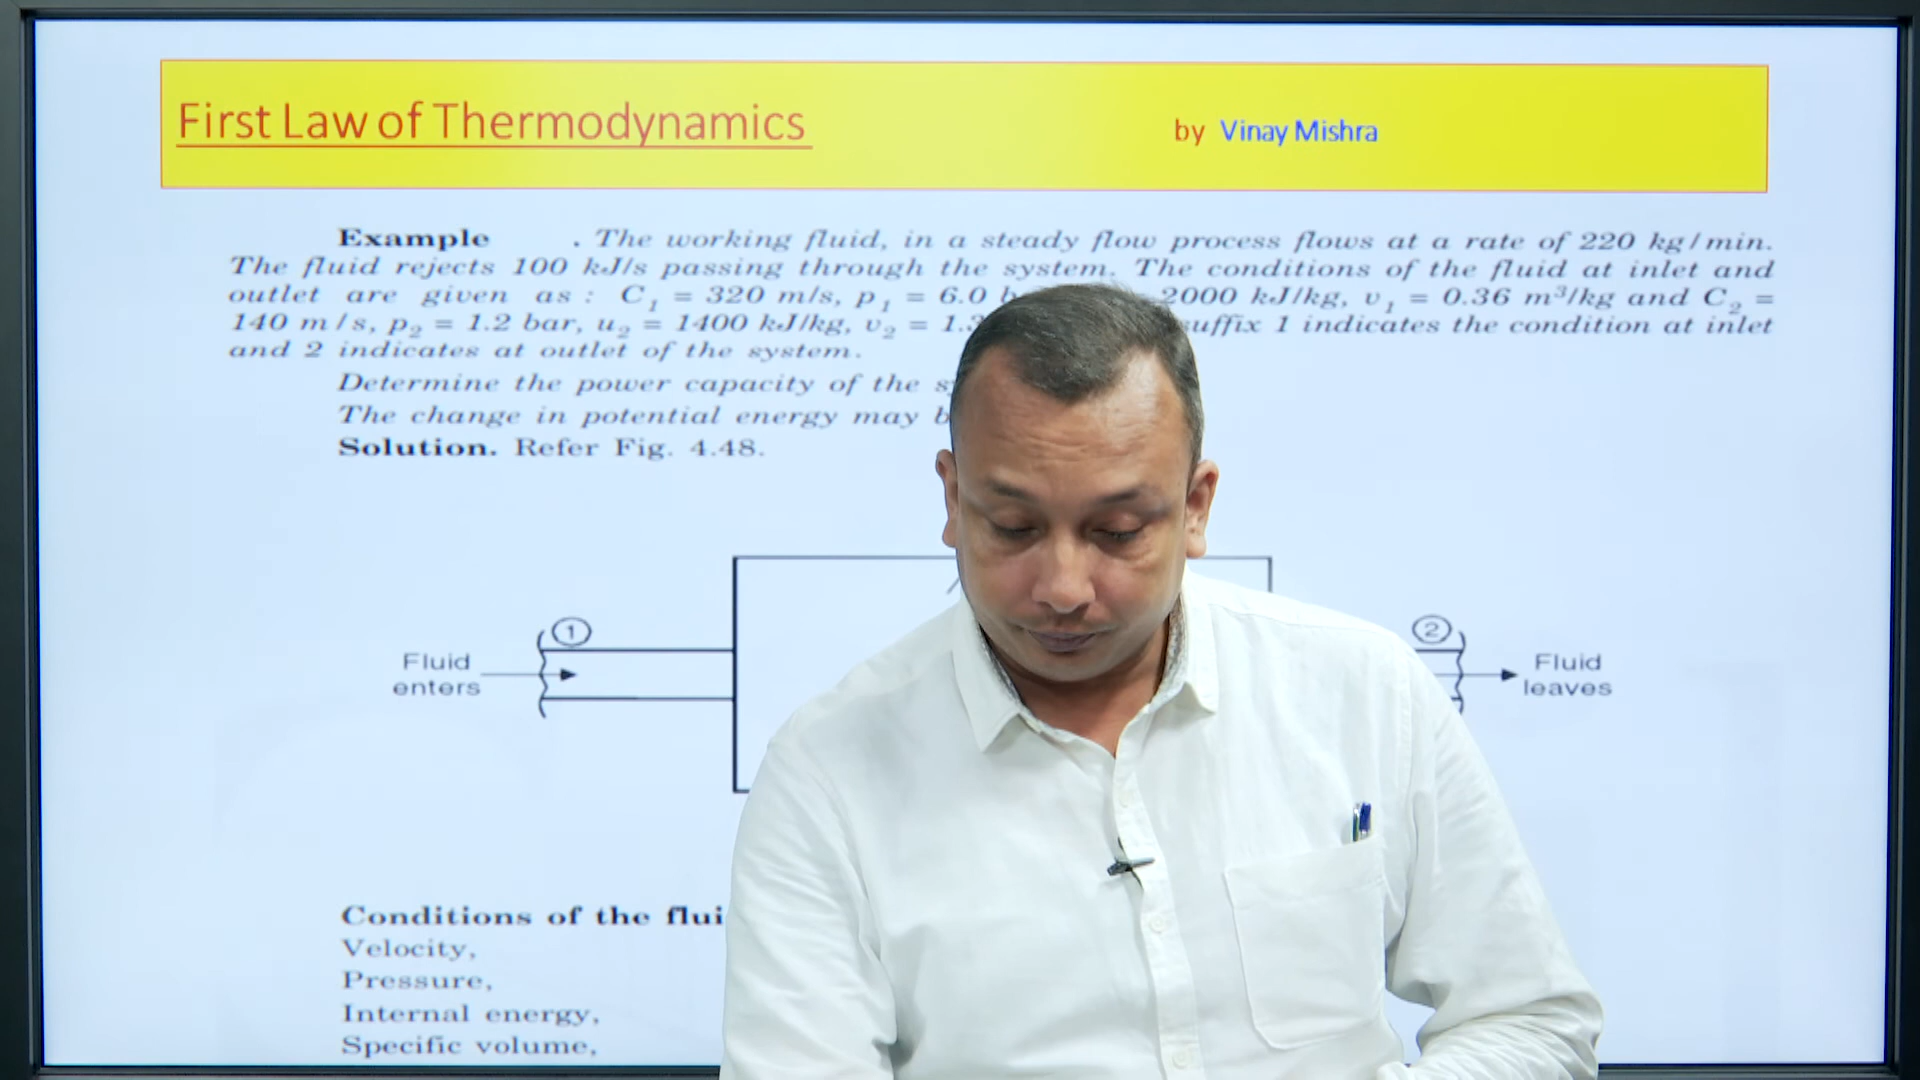 First Law of Thermodynamics
by Vinay Mishra
Example . The working fluid, in a steady flow process flows at a rate of 220 kg/min.
The fluid rejects 100 kJ/s passing through the system. The conditions of the fluid at inlet and
outlet are given as : C₁ = 320 m/s, p₁ = 6.0 2000 kJ/kg, v₁ = 0.36 m³/kg and C₂ =
140 m/s, p₂ = 1.2 bar, u₂ = 1400 kJ/kg, v₂ = suffix 1 indicates the condition at inlet
and 2 indicates at outlet of the system.
Determine the power capacity of the
The change in potential energy may
Solution. Refer Fig. 4.48.
1
2
Fluid
enters
Fluid
leaves
Conditions of the
Velocity,
Pressure,
Internal energy,
Specific volume,